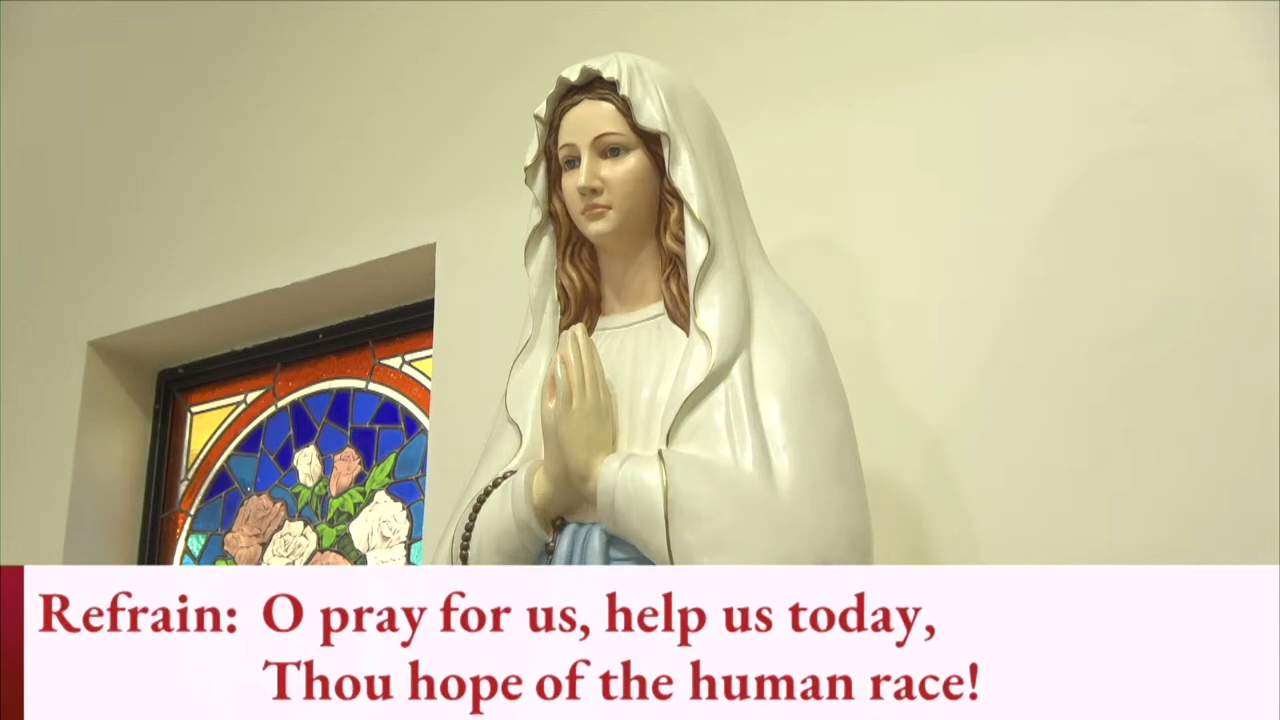 Refrain: O pray for us, help us today,
Thou hope of the human race!